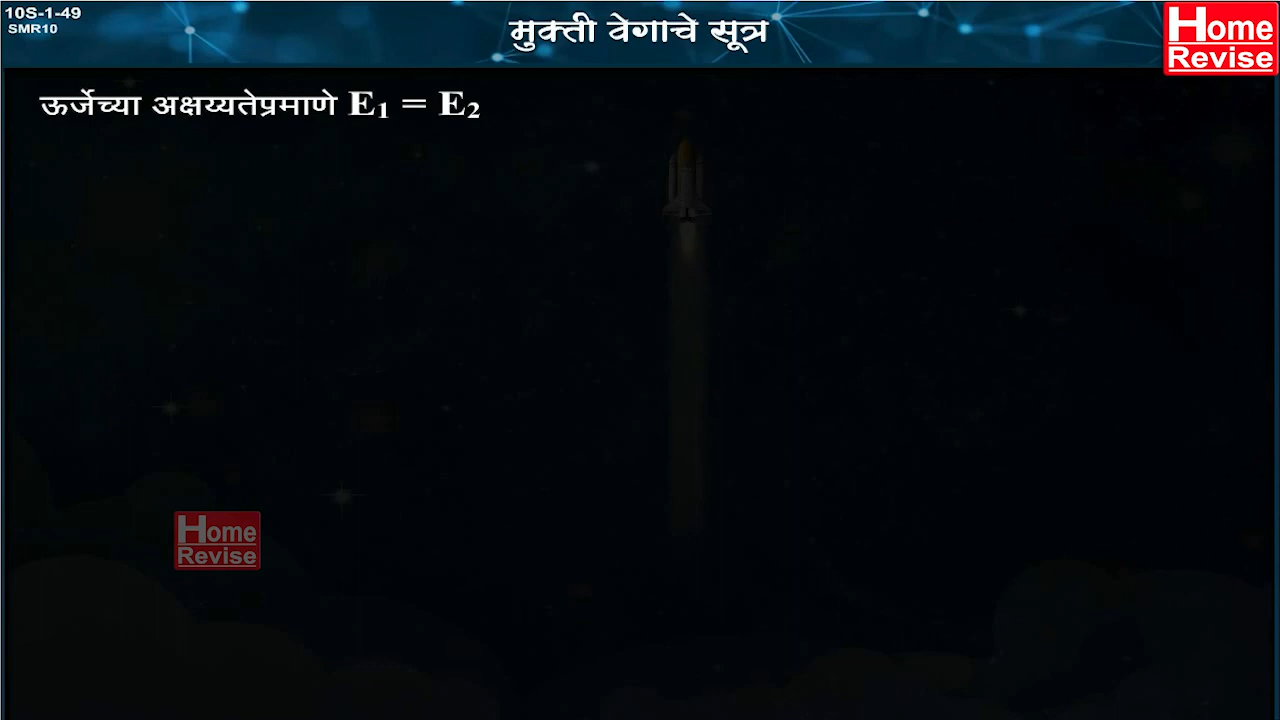 10S-1-49
SMR10
मुक्ती वेगाचे सूत्र
Home
Revise
ऊर्जेच्या अक्षय्यतेप्रमाणे E₁ = E₂
Home
Revise